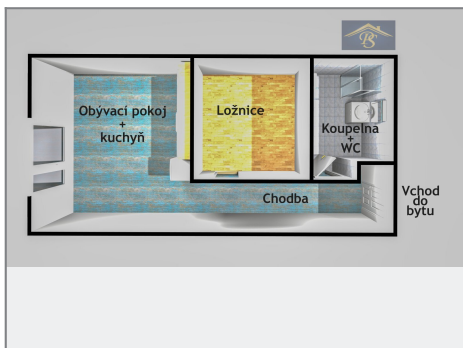 Obývací pokoj
+
kuchyň
Ložnice
Koupelna
+
WC
Chodba
Vchod
do
bytu